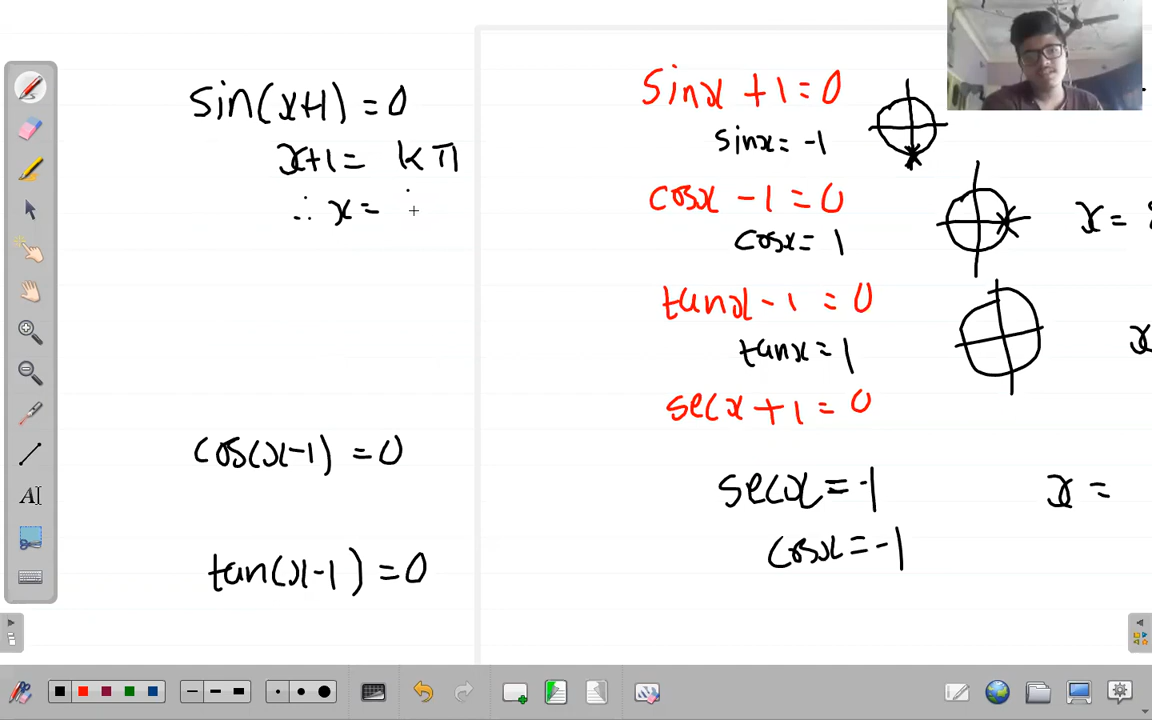 sin(x+1) = 0
x+1 = kπ
∴ x =
cos(x-1) = 0
tan(x-1) = 0
sinx + 1 = 0
sinx = -1
cosx - 1 = 0
cosx = 1
x =
tanx - 1 = 0
tanx = 1
x
secx + 1 = 0
secx = -1
x =
cosx = -1